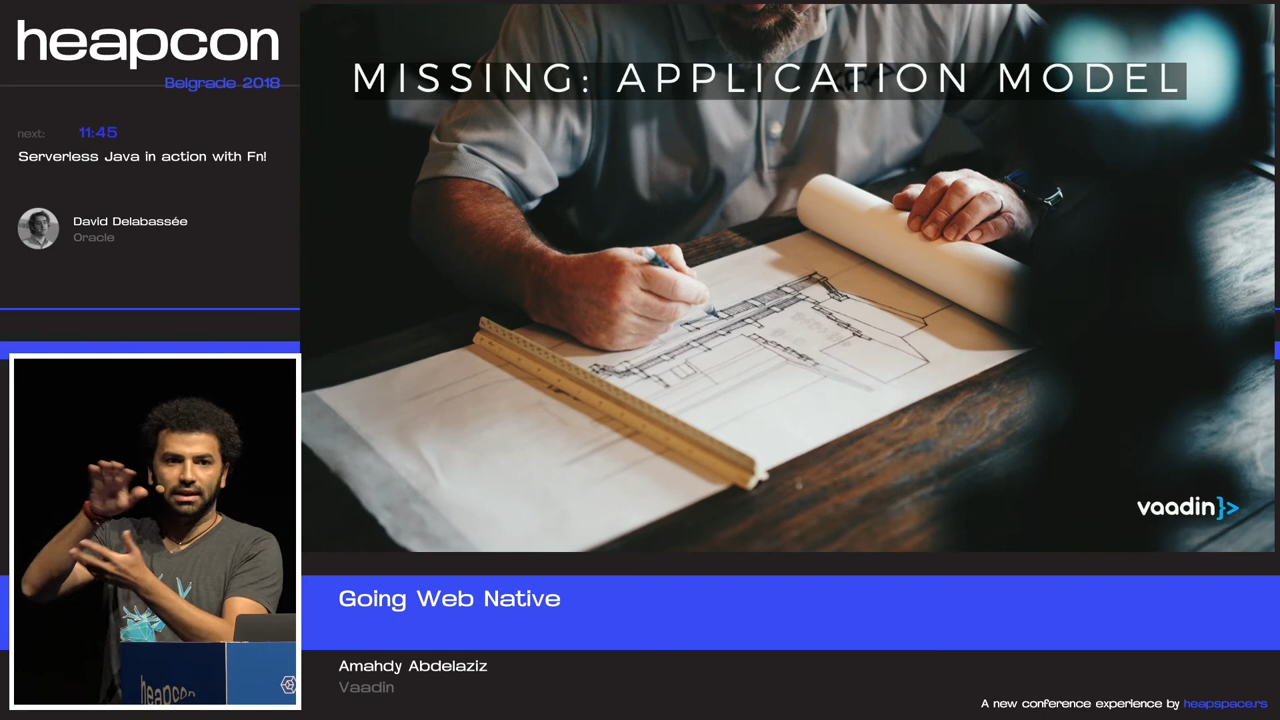 heapcon
Belgrade 2018
next: 11:45
Serverless Java in action with Fn!
David Delabassée
Oracle
MISSING: APPLICATION MODEL
vaadin}>
heapcon
Going Web Native
Amahdy Abdelaziz
Vaadin
A new conference experience by heapspace.rs